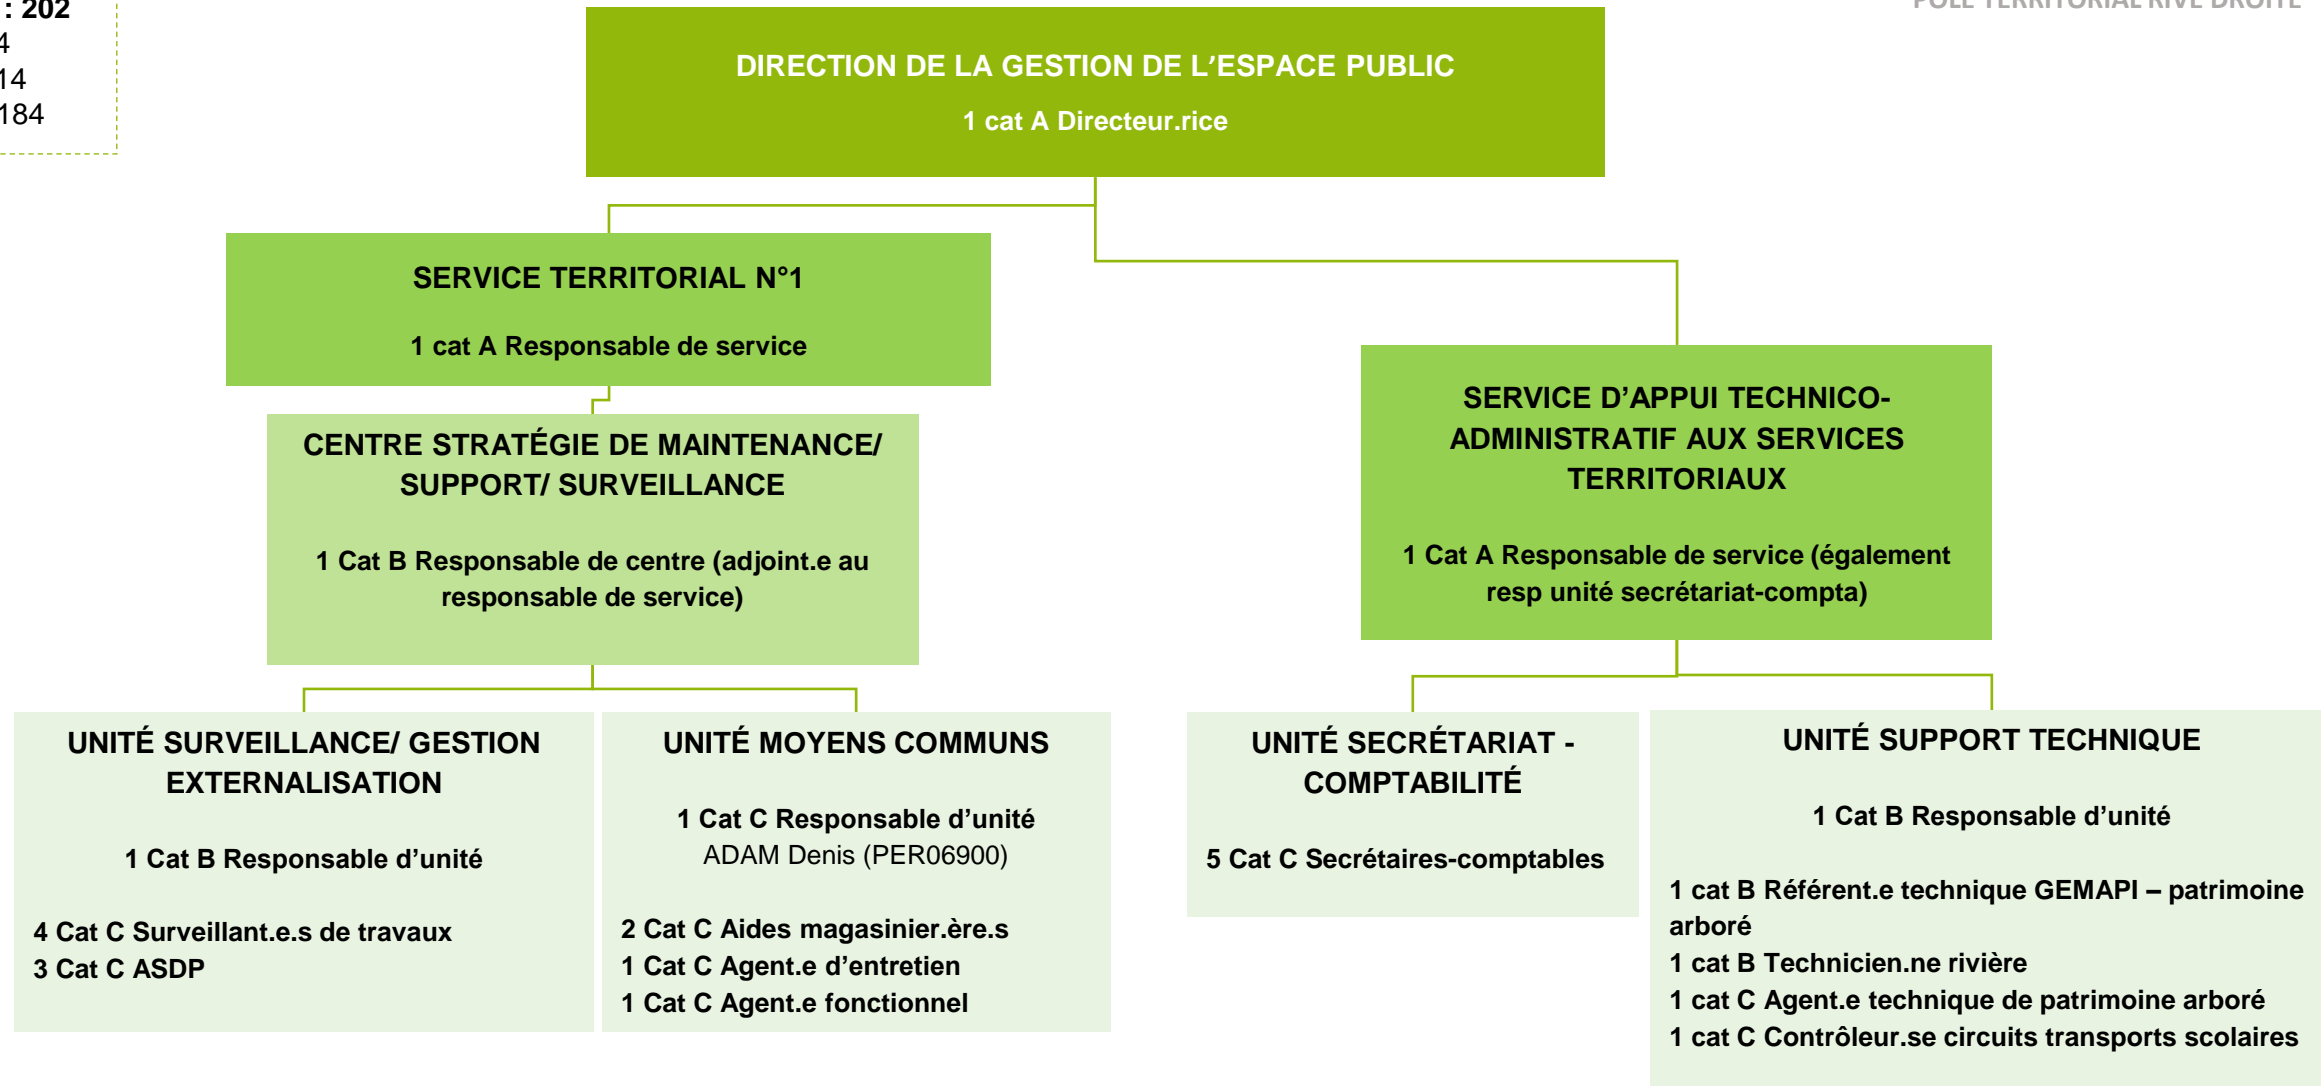 : 202
4
14
184
PÔLE TERRITORIAL RIVE DROITE
DIRECTION DE LA GESTION DE L’ESPACE PUBLIC
1 cat A Directeur.rice
SERVICE TERRITORIAL N°1
1 cat A Responsable de service
CENTRE STRATÉGIE DE MAINTENANCE/
SUPPORT/ SURVEILLANCE
1 Cat B Responsable de centre (adjoint.e au
responsable de service)
SERVICE D’APPUI TECHNICO-
ADMINISTRATIF AUX SERVICES
TERRITORIAUX
1 Cat A Responsable de service (également
resp unité secrétariat-compta)
UNITÉ SURVEILLANCE/ GESTION
EXTERNALISATION
1 Cat B Responsable d’unité
4 Cat C Surveillant.e.s de travaux
3 Cat C ASDP
UNITÉ MOYENS COMMUNS
1 Cat C Responsable d’unité
ADAM Denis (PER06900)
2 Cat C Aides magasinier.ère.s
1 Cat C Agent.e d’entretien
1 Cat C Agent.e fonctionnel
UNITÉ SECRÉTARIAT -
COMPTABILITÉ
5 Cat C Secrétaires-comptables
UNITÉ SUPPORT TECHNIQUE
1 Cat B Responsable d’unité
1 cat B Référent.e technique GEMAPI – patrimoine
arboré
1 cat B Technicien.ne rivière
1 cat C Agent.e technique de patrimoine arboré
1 cat C Contrôleur.se circuits transports scolaires